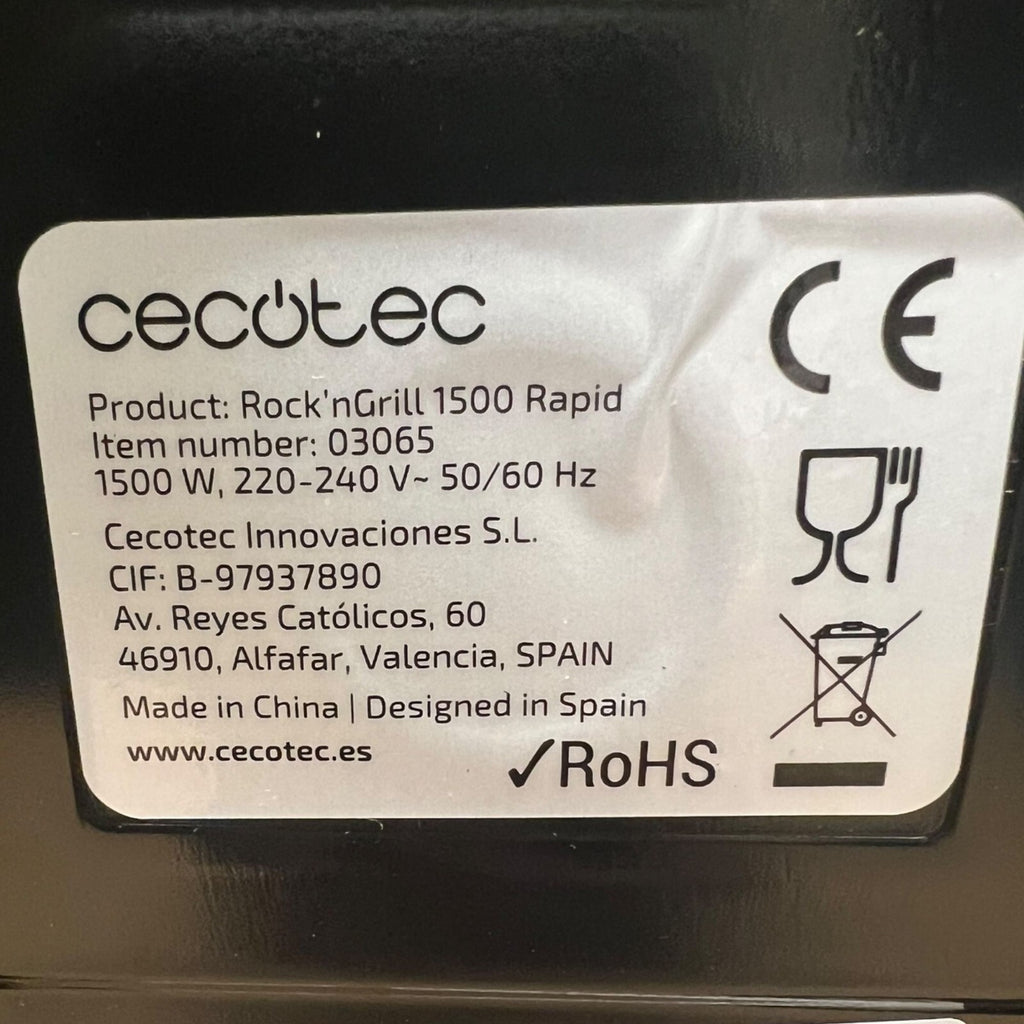 cecotec
CE
Product: Rock'nGrill 1500 Rapid
Item number: 03065
1500 W, 220-240 V~ 50/60 Hz
Cecotec Innovaciones S.L.
CIF: B-97937890
Av. Reyes Católicos, 60
46910, Alfafar, Valencia, SPAIN
Made in China | Designed in Spain
www.cecotec.es
✓RoHS